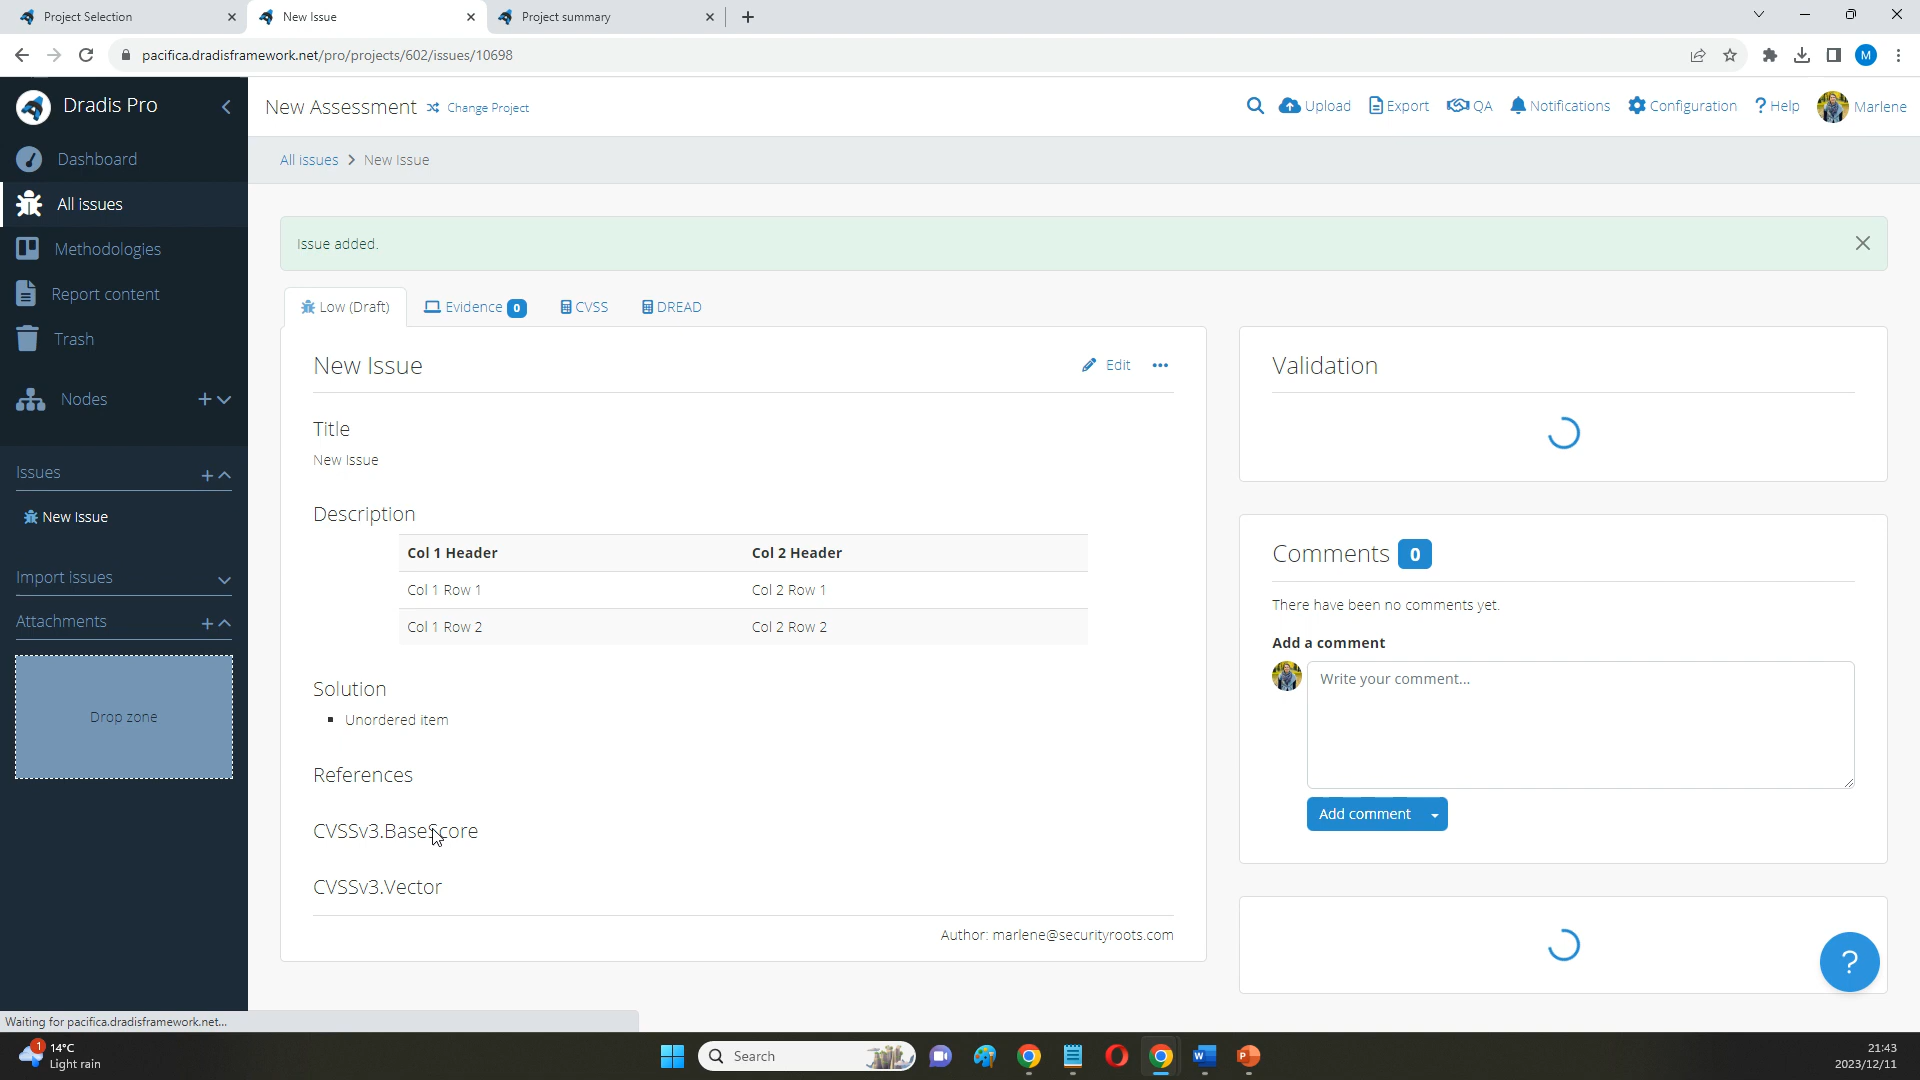 Project Selection
New Issue
Project summary
pacifica.dradisframework.net/pro/projects/602/issues/10698
M
Dradis Pro
New Assessment Change Project
Upload Export QA Notifications Configuration ? Help Marlene
Dashboard
All issues
Methodologies
Report content
Trash
Nodes
Issues
New Issue
Import issues
Attachments
Drop zone
All issues > New Issue
Issue added.
Low (Draft) Evidence 0 CVSS DREAD
New Issue Edit
Title
New Issue
Description
Col 1 Header Col 2 Header
Col 1 Row 1 Col 2 Row 1
Col 1 Row 2 Col 2 Row 2
Solution
Unordered item
References
CVSSv3.BaseScore
CVSSv3.Vector
Author: marlene@securityroots.com
Validation
Comments 0
There have been no comments yet.
Add a comment
Write your comment...
Add comment
?
Waiting for pacifica.dradisframework.net...
1
14°C
Light rain
Search
21:43
2023/12/11